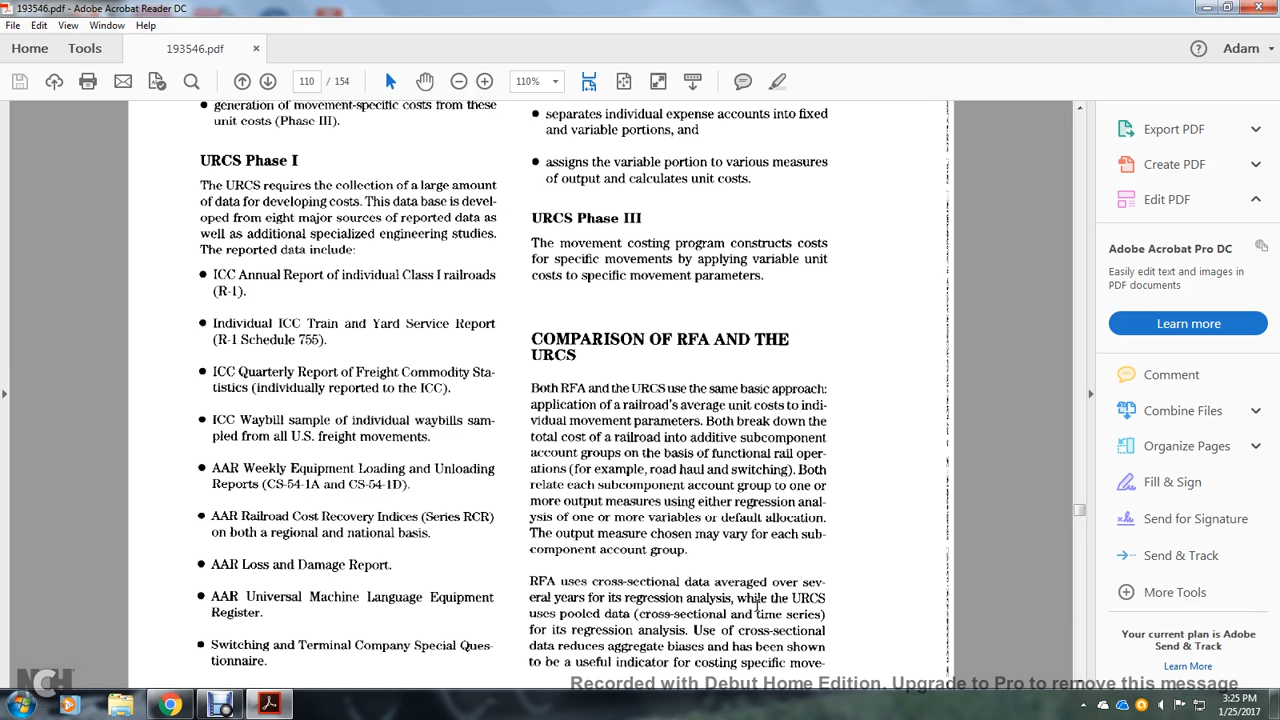 193546.pdf - Adobe Acrobat Reader DC
File Edit View Window Help
Home Tools 193546.pdf × Adam
110 / 154 110%
generation of movement-specific costs from these
unit costs (Phase III).
URCS Phase I
The URCS requires the collection of a large amount
of data for developing costs. This data base is devel-
oped from eight major sources of reported data as
well as additional specialized engineering studies.
The reported data include:
• ICC Annual Report of individual Class I railroads
(R-1).
• Individual ICC Train and Yard Service Report
(R-1 Schedule 755).
• ICC Quarterly Report of Freight Commodity Sta-
tistics (individually reported to the ICC).
• ICC Waybill sample of individual waybills sam-
pled from all U.S. freight movements.
• AAR Weekly Equipment Loading and Unloading
Reports (CS-54-1A and CS-54-1D).
• AAR Railroad Cost Recovery Indices (Series RCR)
on both a regional and national basis.
• AAR Loss and Damage Report.
• AAR Universal Machine Language Equipment
Register.
• Switching and Terminal Company Special Ques-
tionnaire.
• separates individual expense accounts into fixed
and variable portions, and
• assigns the variable portion to various measures
of output and calculates unit costs.
URCS Phase III
The movement costing program constructs costs
for specific movements by applying variable unit
costs to specific movement parameters.
COMPARISON OF RFA AND THE
URCS
Both RFA and the URCS use the same basic approach:
application of a railroad's average unit costs to indi-
vidual movement parameters. Both break down the
total cost of a railroad into additive subcomponent
account groups on the basis of functional rail oper-
ations (for example, road haul and switching). Both
relate each subcomponent account group to one or
more output measures using either regression anal-
ysis of one or more variables or default allocation.
The output measure chosen may vary for each sub-
component account group.
RFA uses cross-sectional data averaged over sev-
eral years for its regression analysis, while the URCS
uses pooled data (cross-sectional and time series)
for its regression analysis. Use of cross-sectional
data reduces aggregate biases and has been shown
to be a useful indicator for costing specific move-
Export PDF
Create PDF
Edit PDF
Adobe Acrobat Pro DC
Easily edit text and images in
PDF documents
Learn more
Comment
Combine Files
Organize Pages
Fill & Sign
Send for Signature
Send & Track
More Tools
Your current plan is Adobe
Send & Track
Learn More
NCH
Recorded with Debut Home Edition. Upgrade to Pro to remove this message
3:25 PM
1/25/2017